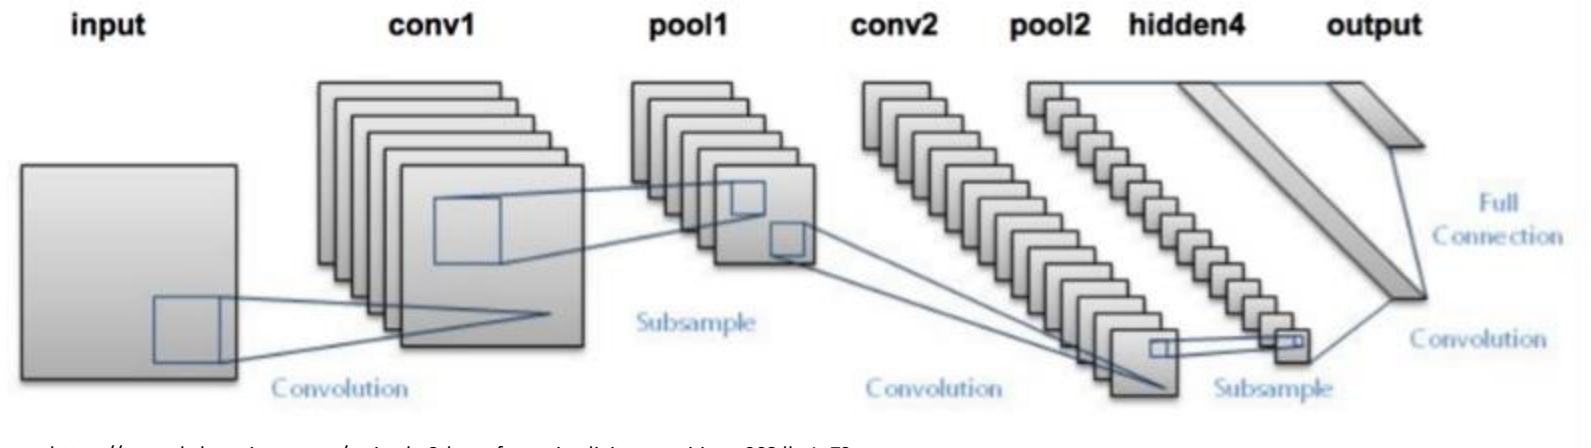 input conv1 pool1 conv2 pool2 hidden4 output
Full
Connection
Subsample
Convolution
Convolution
Convolution
Subsample